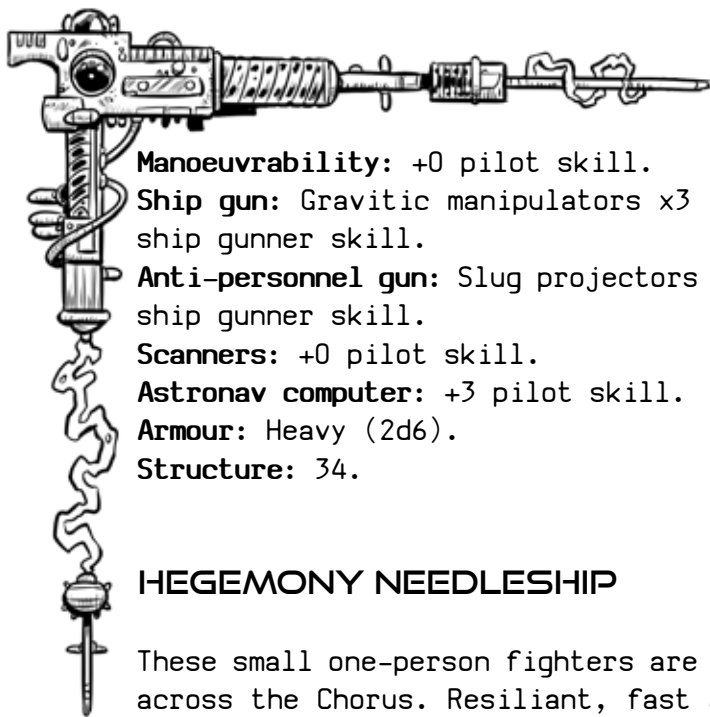 Manoeuvrability: +0 pilot skill.
Ship gun: Gravitic manipulators x3
ship gunner skill.
Anti-personnel gun: Slug projectors
ship gunner skill.
Scanners: +0 pilot skill.
Astronav computer: +3 pilot skill.
Armour: Heavy (2d6).
Structure: 34.
HEGEMONY NEEDLESHIP
These small one-person fighters are
across the Chorus. Resiliant, fast